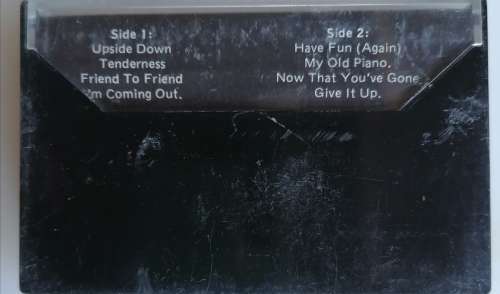 Side 1:
Upside Down
Tenderness
Friend To Friend
I'm Coming Out.
Side 2:
Have Fun (Again)
My Old Piano.
Now That You've Gone
Give It Up.